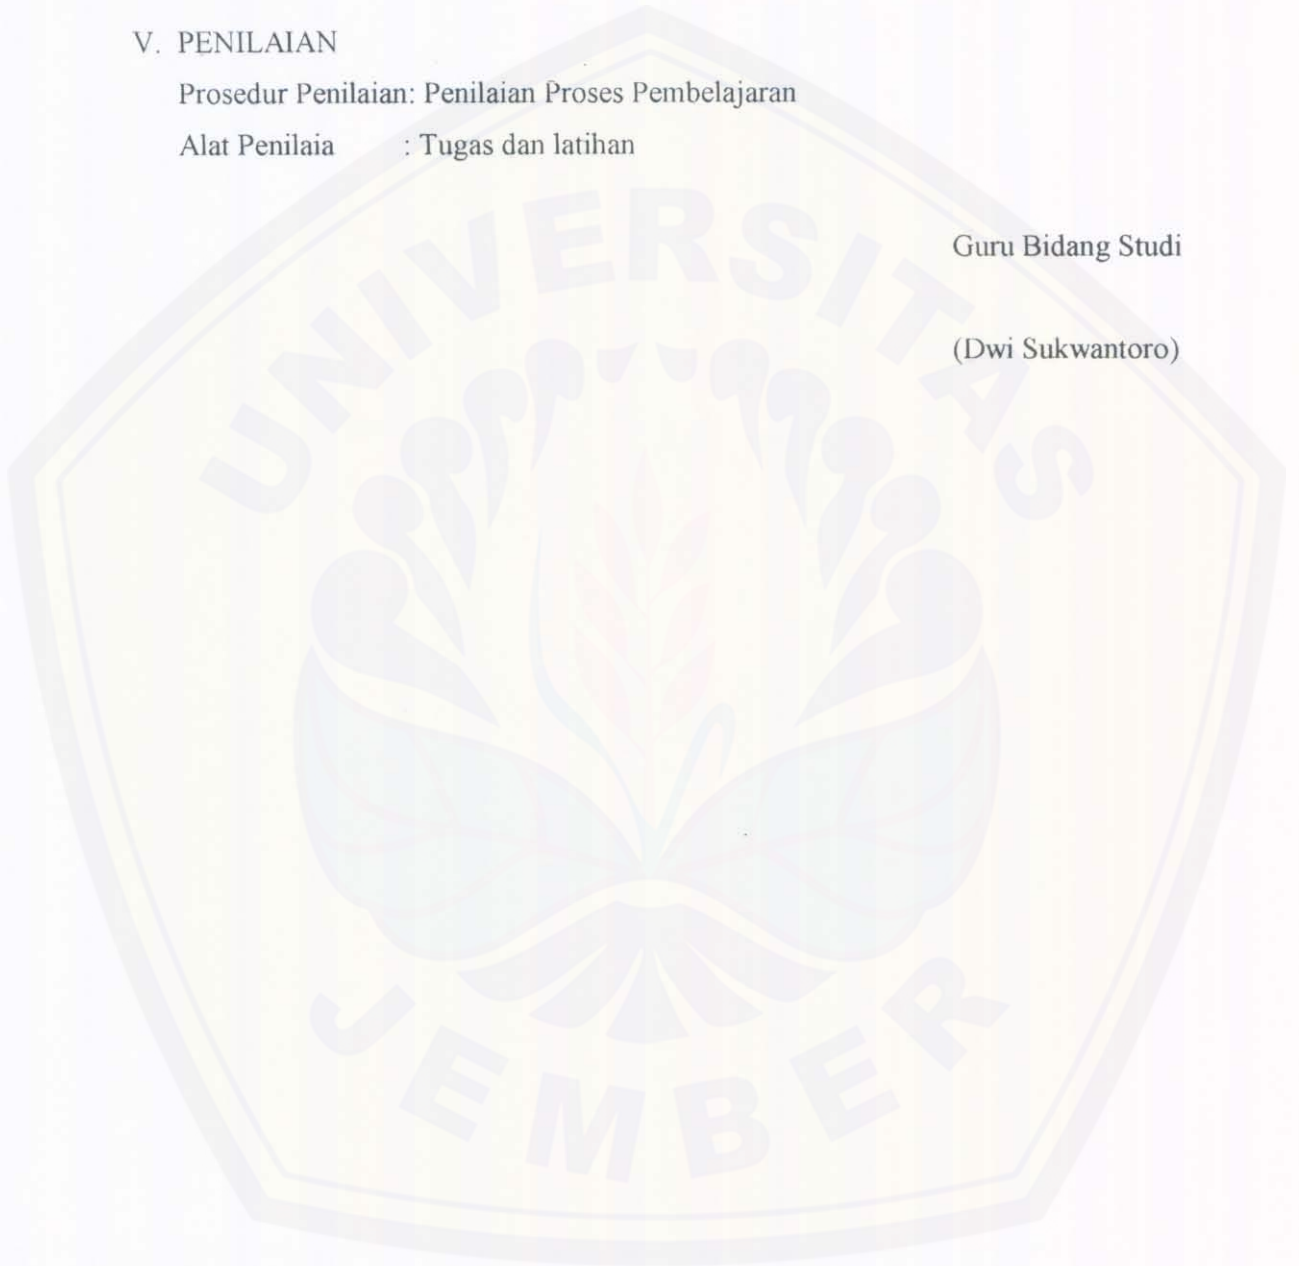 V. PENILAIAN
Prosedur Penilaian: Penilaian Proses Pembelajaran
Alat Penilaia : Tugas dan latihan
Guru Bidang Studi
(Dwi Sukwantoro)
UNIVERSITAS
JEMBER